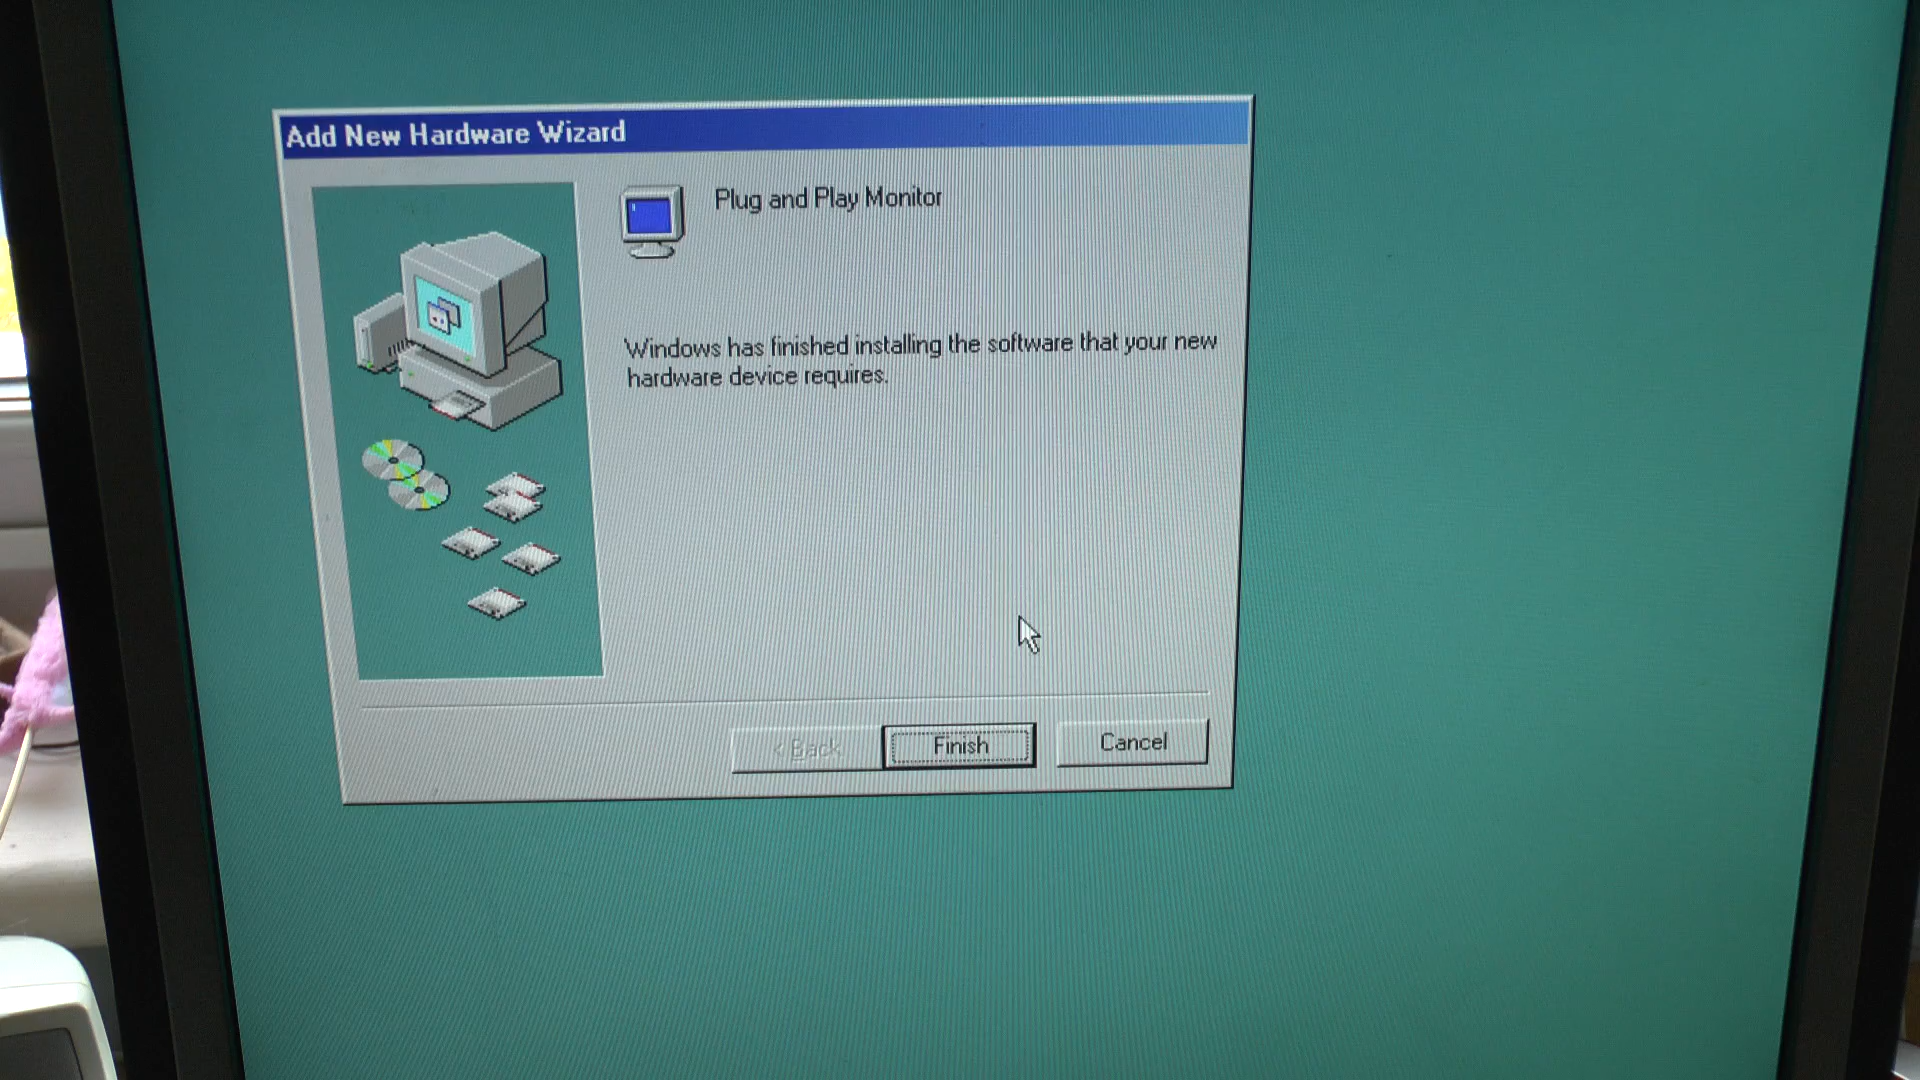 Add New Hardware Wizard
Plug and Play Monitor
Windows has finished installing the software that your new
hardware device requires.
< Back
Finish
Cancel